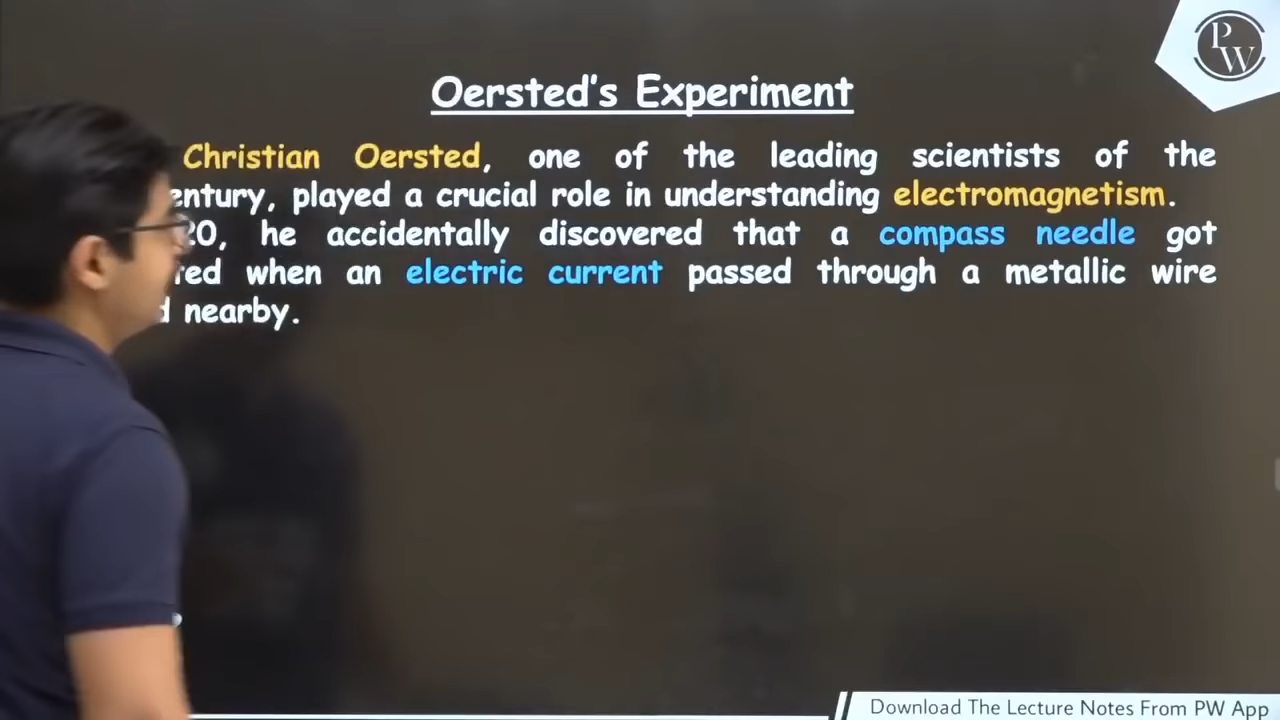 Oersted's Experiment
Christian Oersted, one of the leading scientists of the
entury, played a crucial role in understanding electromagnetism.
20, he accidentally discovered that a compass needle got
red when an electric current passed through a metallic wire
nearby.
PW
Download The Lecture Notes From PW App